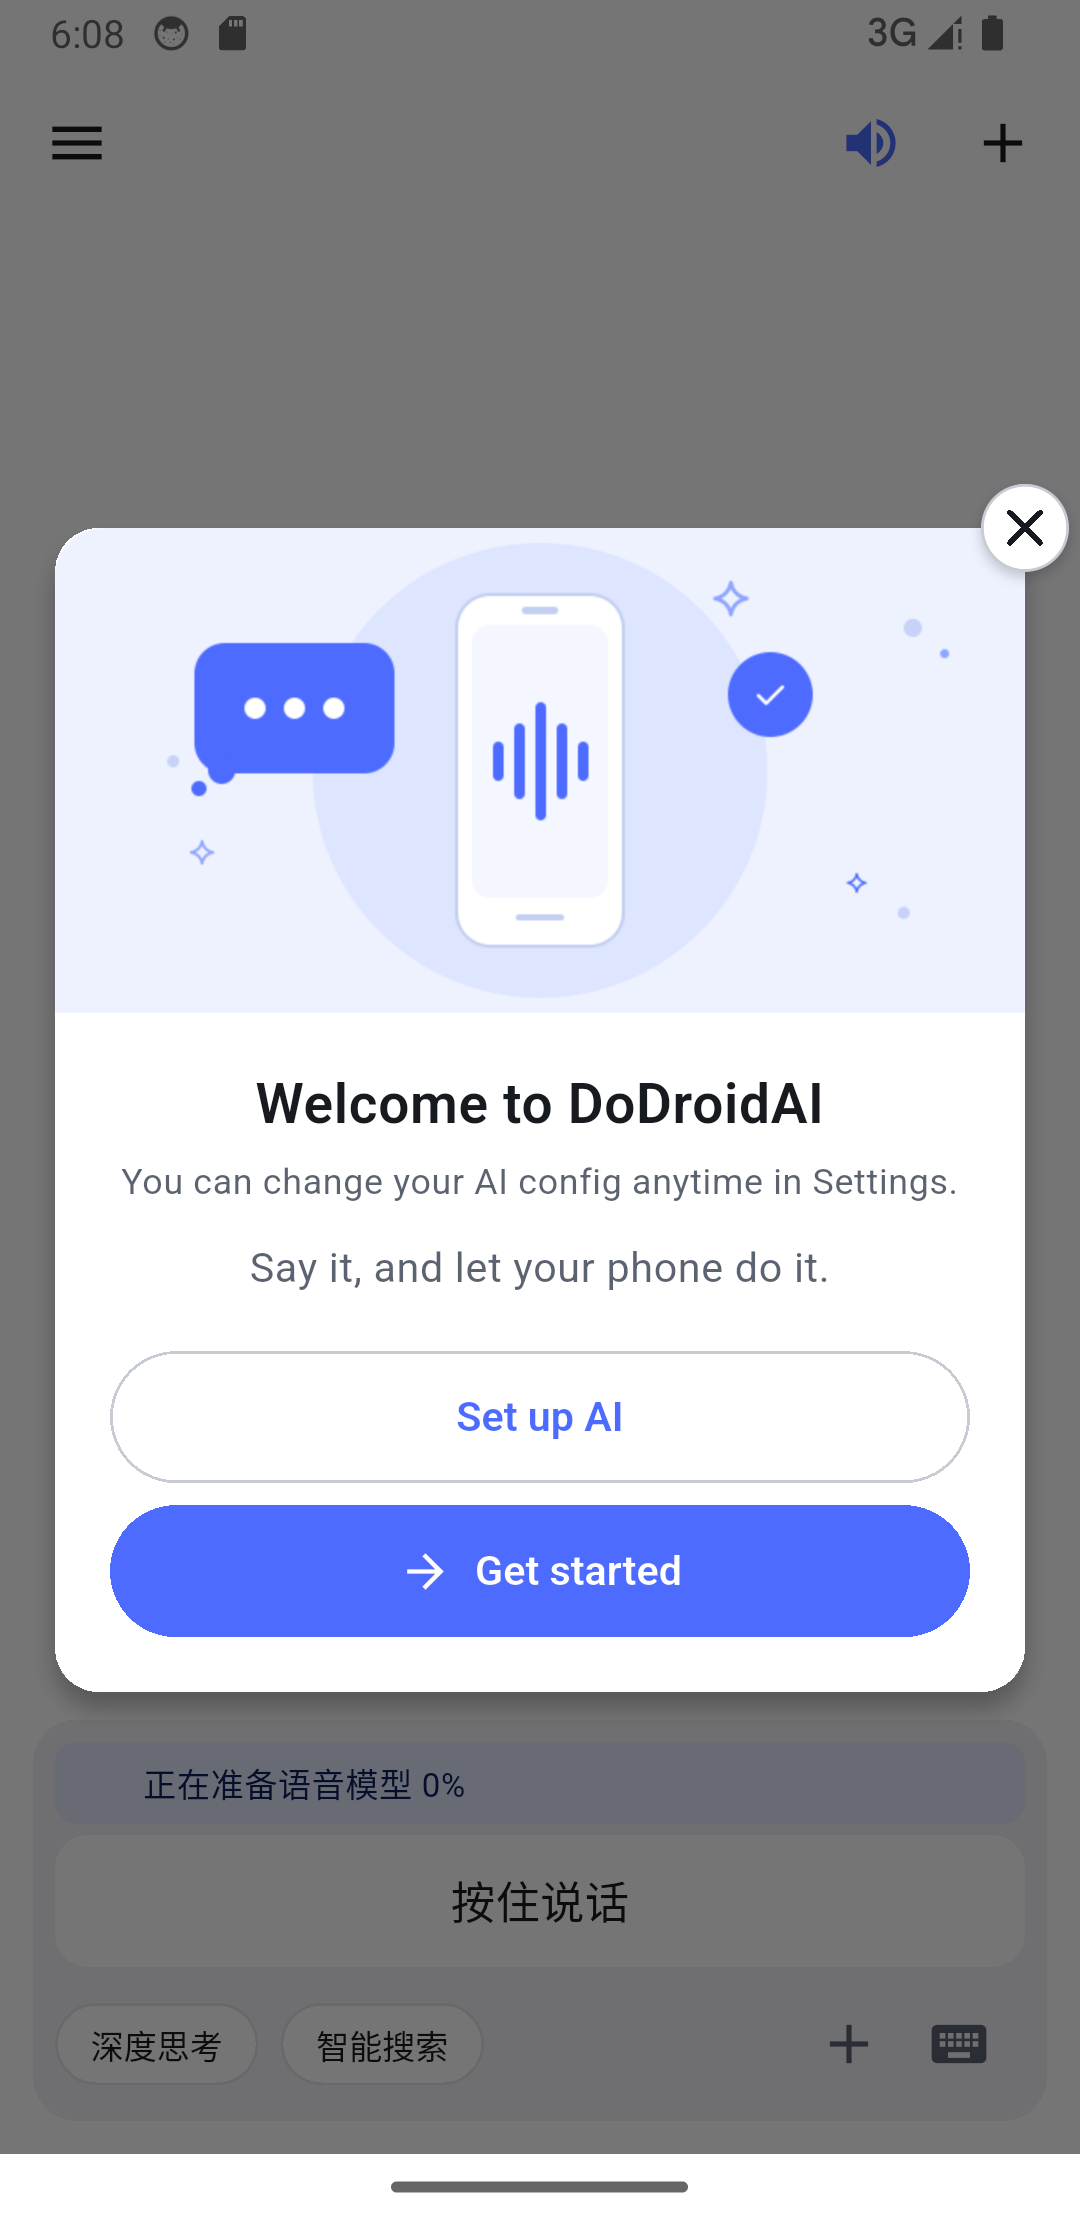 6:08
3G
Welcome to DoDroidAI
You can change your AI config anytime in Settings.
Say it, and let your phone do it.
Set up AI
Get started
正在准备语音模型 0%
按住说话
深度思考 智能搜索